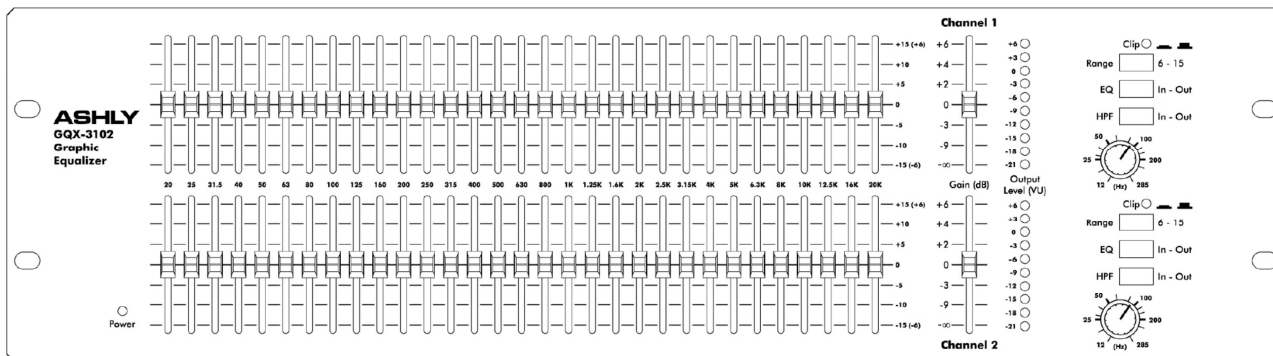 Channel 1
ASHLY
GQX-3102
Graphic
Equalizer
+15 (+6)
+10
+5
0
-5
-10
-15 (-6)
+6
+4
+2
0
-3
-9
-∞
+6
+3
0
-3
-6
-9
-12
-15
-18
-21
Clip
Range 6 - 15
EQ In - Out
HPF In - Out
50 1 100
25 200
12 (Hz) 285
20 25 31.5 40 50 63 80 100 125 160 200 250 315 400 500 630 800 1K 1.25K 1.6K 2K 2.5K 3.15K 4K 5K 6.3K 8K 10K 12.5K 16K 20K
Gain (dB)
Output
Level (VU)
+15 (+6)
+10
+5
0
-5
-10
-15 (-6)
+6
+4
+2
0
-3
-9
-∞
+6
+3
0
-3
-6
-9
-12
-15
-18
-21
Clip
Range 6 - 15
EQ In - Out
HPF In - Out
50 1 100
25 200
12 (Hz) 285
Power
Channel 2